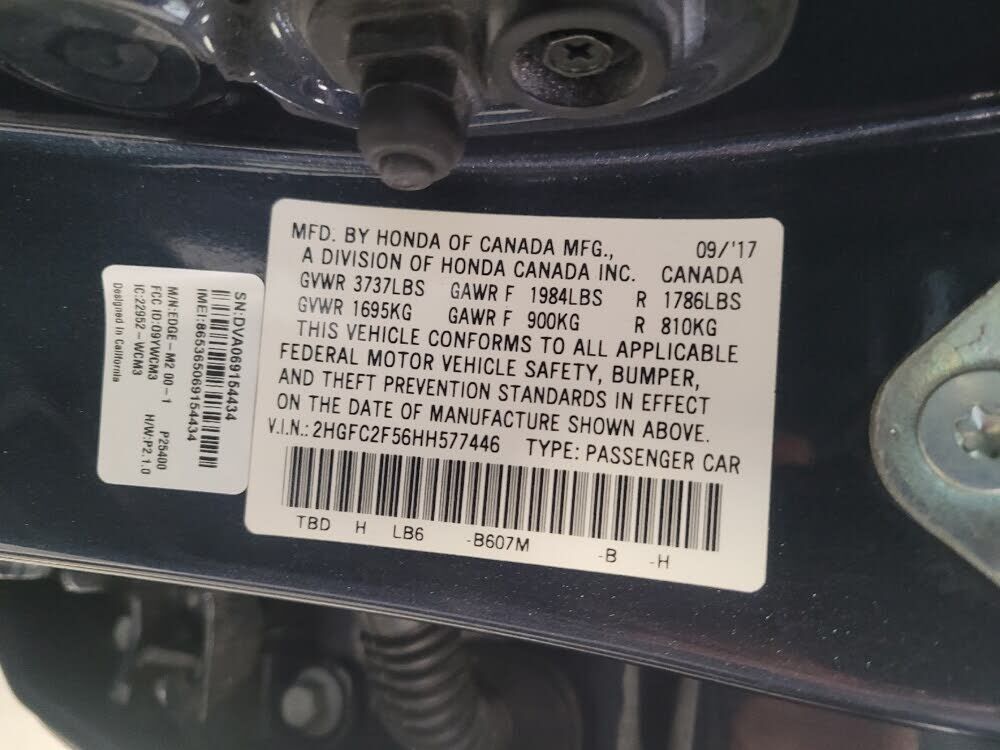 MFD. BY HONDA OF CANADA MFG., 09/'17
A DIVISION OF HONDA CANADA INC. CANADA
GVWR 3737LBS GAWR F 1984LBS R 1786LBS
GVWR 1695KG GAWR F 900KG R 810KG
THIS VEHICLE CONFORMS TO ALL APPLICABLE
FEDERAL MOTOR VEHICLE SAFETY, BUMPER,
AND THEFT PREVENTION STANDARDS IN EFFECT
ON THE DATE OF MANUFACTURE SHOWN ABOVE.
V.I.N.: 2HGFC2F56HH577446 TYPE: PASSENGER CAR
TBD H LB6 -B607M -B -H
SN:DVA069154434
IMEI:865365069154434
M/N:EDGE-M2 00-1 P25400
FCC ID:09YWCM3 H/W:P2.1.0
IC:22952-WCM3
Designed in California